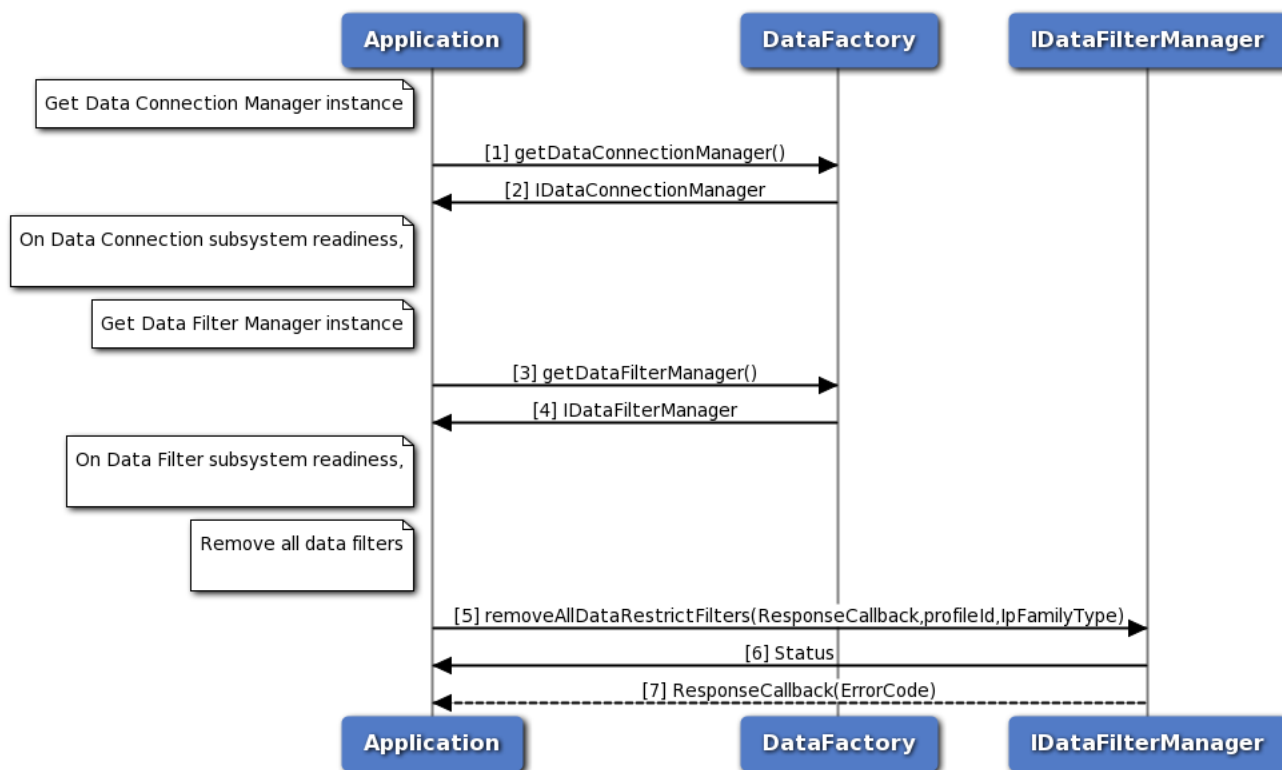 Application
DataFactory
IDataFilterManager
Get Data Connection Manager instance
[1] getDataConnectionManager()
[2] IDataConnectionManager
On Data Connection subsystem readiness,
Get Data Filter Manager instance
[3] getDataFilterManager()
[4] IDataFilterManager
On Data Filter subsystem readiness,
Remove all data filters
[5] removeAllDataRestrictFilters(ResponseCallback,profileId,IpFamilyType)
[6] Status
[7] ResponseCallback(ErrorCode)
Application
DataFactory
IDataFilterManager